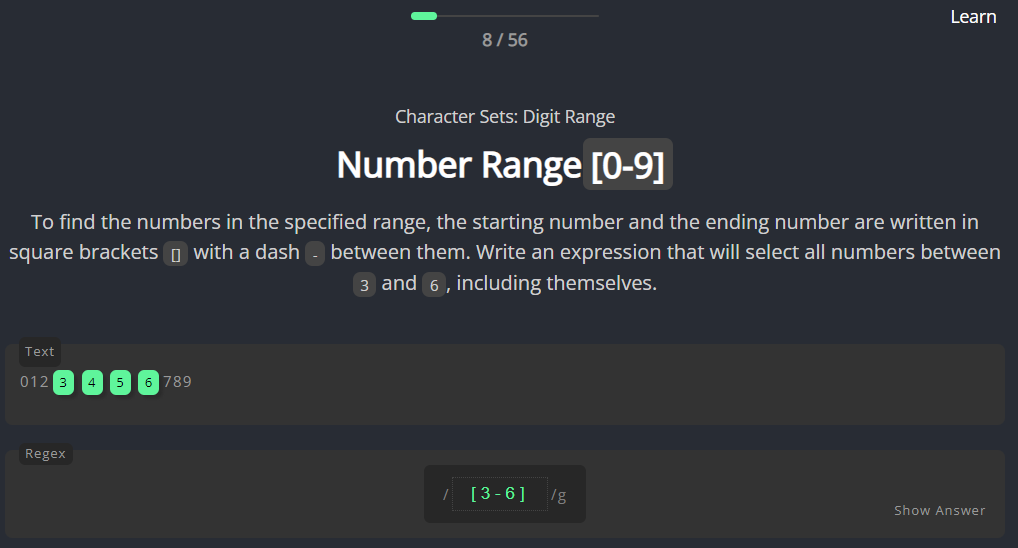 Learn
8 / 56
Character Sets: Digit Range
Number Range [0-9]
To find the numbers in the specified range, the starting number and the ending number are written in
square brackets [] with a dash - between them. Write an expression that will select all numbers between
3 and 6, including themselves.
Text
0123456789
Regex
/[3-6]/g
Show Answer